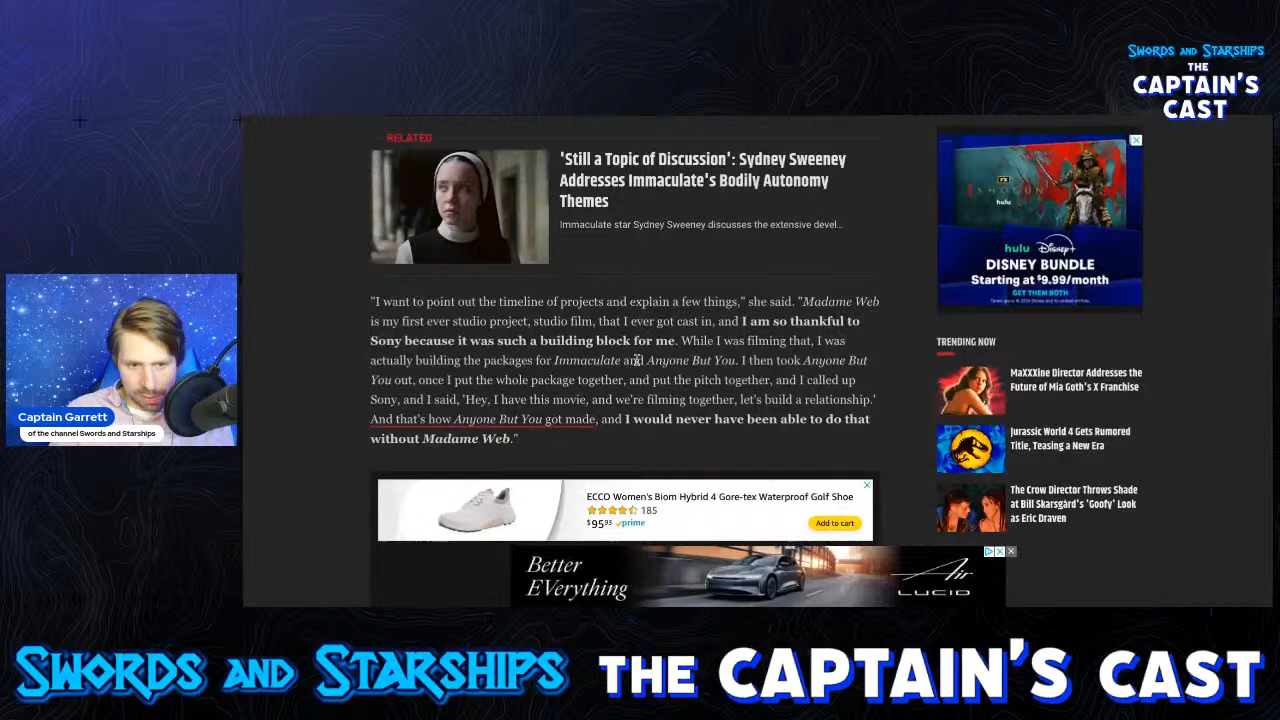 SWORDS AND STARSHIPS
THE
CAPTAIN'S
CAST
RELATED
'Still a Topic of Discussion': Sydney Sweeney
Addresses Immaculate's Bodily Autonomy
Themes
Immaculate star Sydney Sweeney discusses the extensive devel...
"I want to point out the timeline of projects and explain a few things," she said. "Madame Web
is my first ever studio project, studio film, that I ever got cast in, and I am so thankful to
Sony because it was such a building block for me. While I was filming that, I was
actually building the packages for Immaculate and Anyone But You. I then took Anyone But
You out, once I put the whole package together, and put the pitch together, and I called up
Sony, and I said, 'Hey, I have this movie, and we're filming together, let's build a relationship.'
And that's how Anyone But You got made, and I would never have been able to do that
without Madame Web."
FX
SHOGUN
hulu
hulu Disney+
DISNEY BUNDLE
Starting at $9.99/month
GET THEM BOTH
TRENDING NOW
MaXXXine Director Addresses the
Future of Mia Goth's X Franchise
Jurassic World 4 Gets Rumored
Title, Teasing a New Era
The Crow Director Throws Shade
at Bill Skarsgård's 'Goofy' Look
as Eric Draven
ECCO Women's Biom Hybrid 4 Gore-tex Waterproof Golf Shoe
185
$9593 prime
Add to cart
Better
EVerything
Air
LUCID
Captain Garrett
of the channel Swords and Starships
SWORDS AND STARSHIPS THE CAPTAIN'S CAST